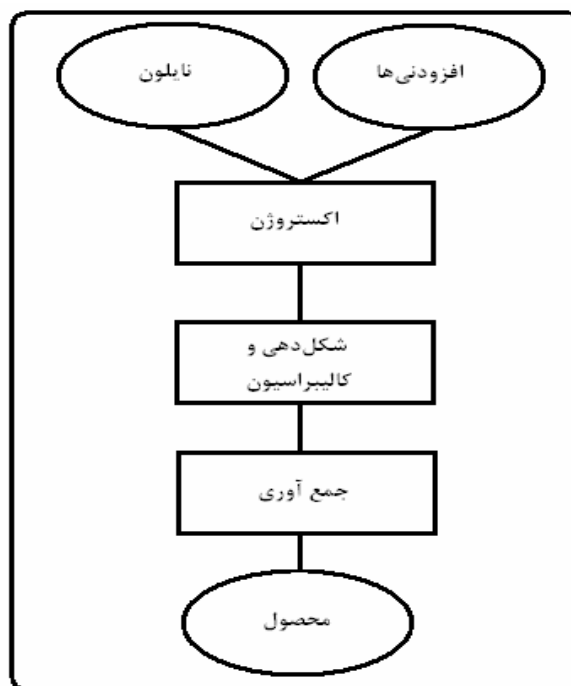 افزودنی‌ها
نایلون
اکستروژن
شکل‌دهی و
کالیبراسیون
جمع آوری
محصول